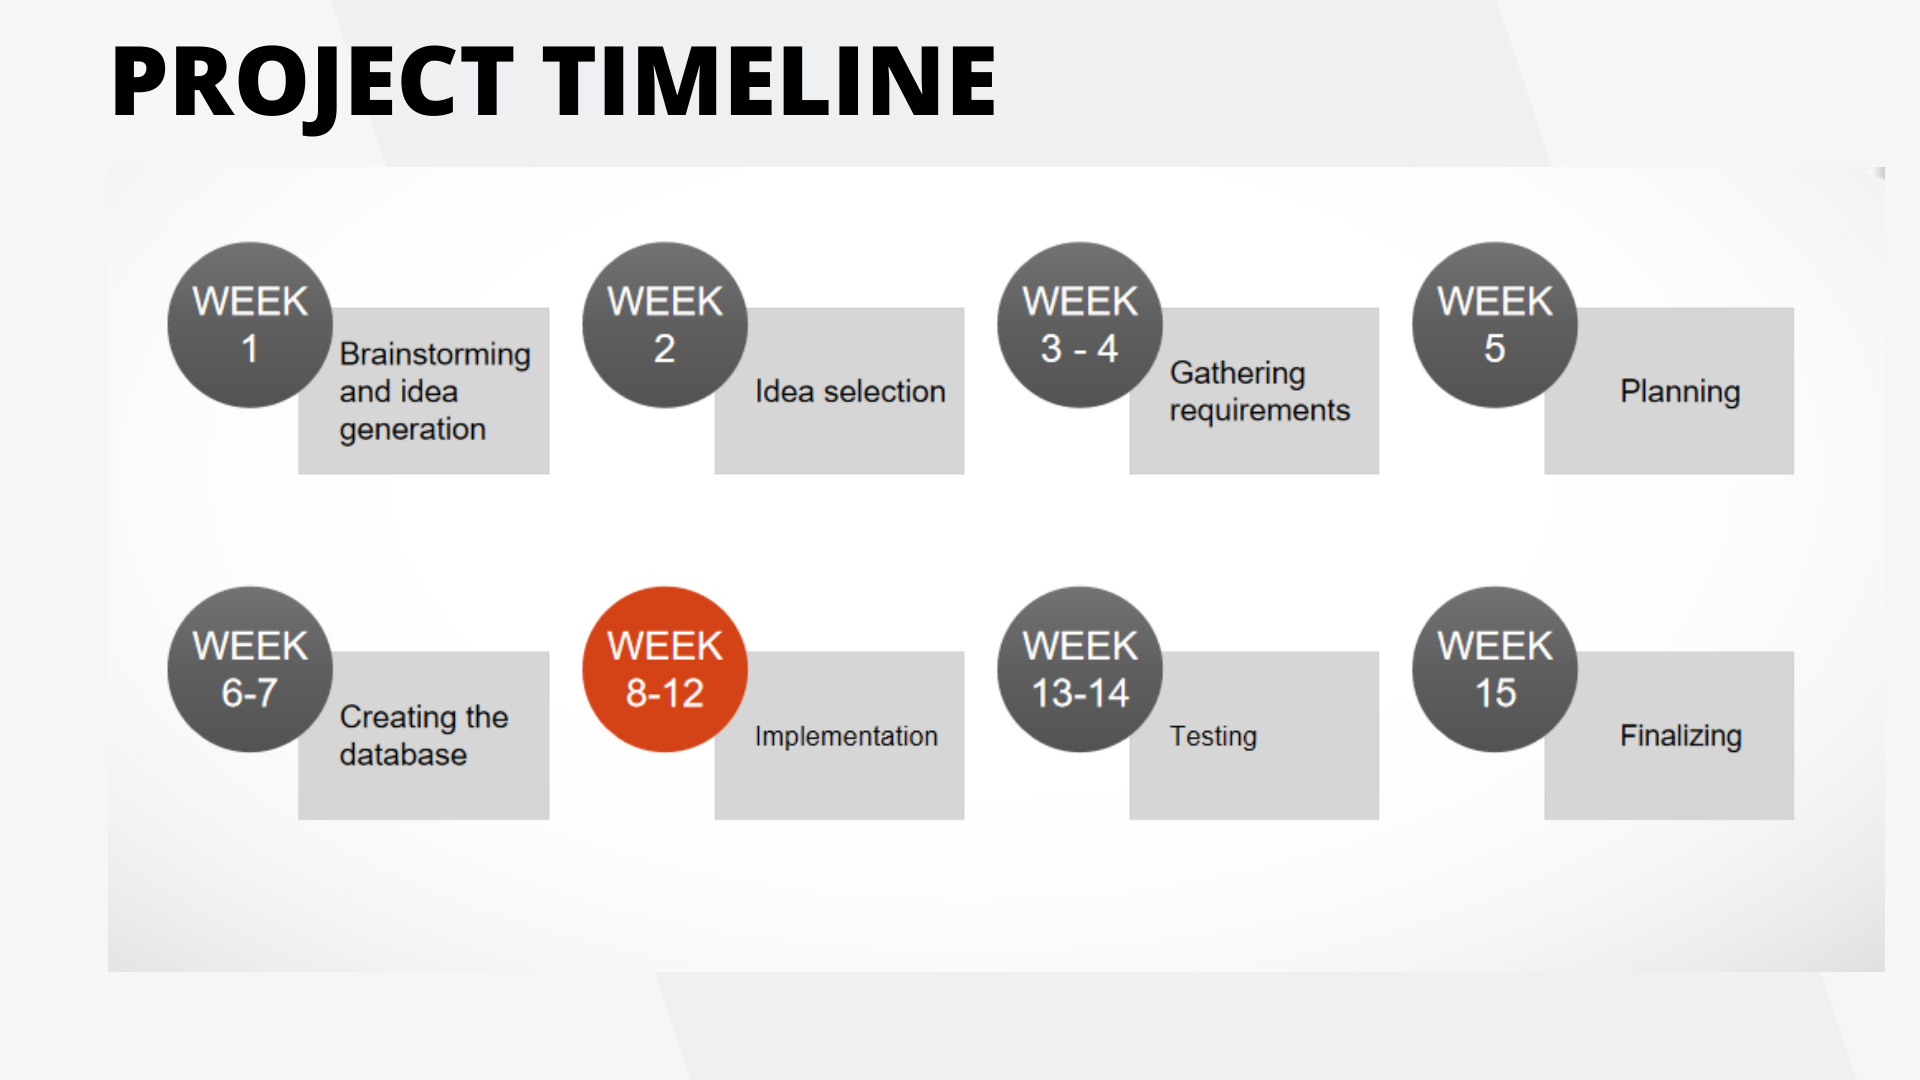 PROJECT TIMELINE
WEEK
1
Brainstorming
and idea
generation
WEEK
2
Idea selection
WEEK
3 - 4
Gathering
requirements
WEEK
5
Planning
WEEK
6-7
Creating the
database
WEEK
8-12
Implementation
WEEK
13-14
Testing
WEEK
15
Finalizing